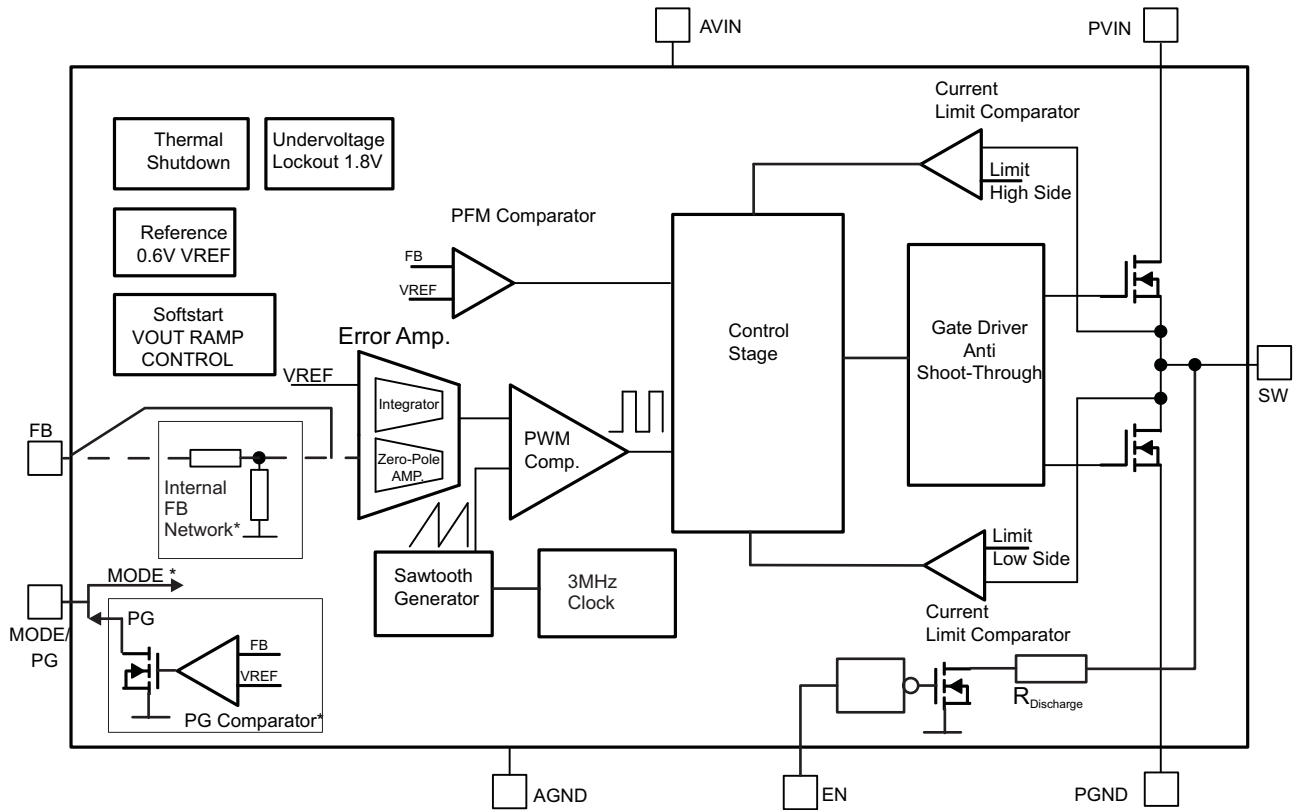 AVIN
PVIN
Current
Limit Comparator
Thermal
Shutdown
Undervoltage
Lockout 1.8V
Limit
High Side
PFM Comparator
Reference
0.6V VREF
FB
VREF
Softstart
VOUT RAMP
CONTROL
Error Amp.
VREF
Integrator
Zero-Pole
AMP.
PWM
Comp.
Control
Stage
Gate Driver
Anti
Shoot-Through
SW
FB
Internal
FB
Network*
MODE *
MODE/
PG
PG
FB
VREF
PG Comparator*
Sawtooth
Generator
3MHz
Clock
Limit
Low Side
Current
Limit Comparator
RDischarge
AGND
EN
PGND